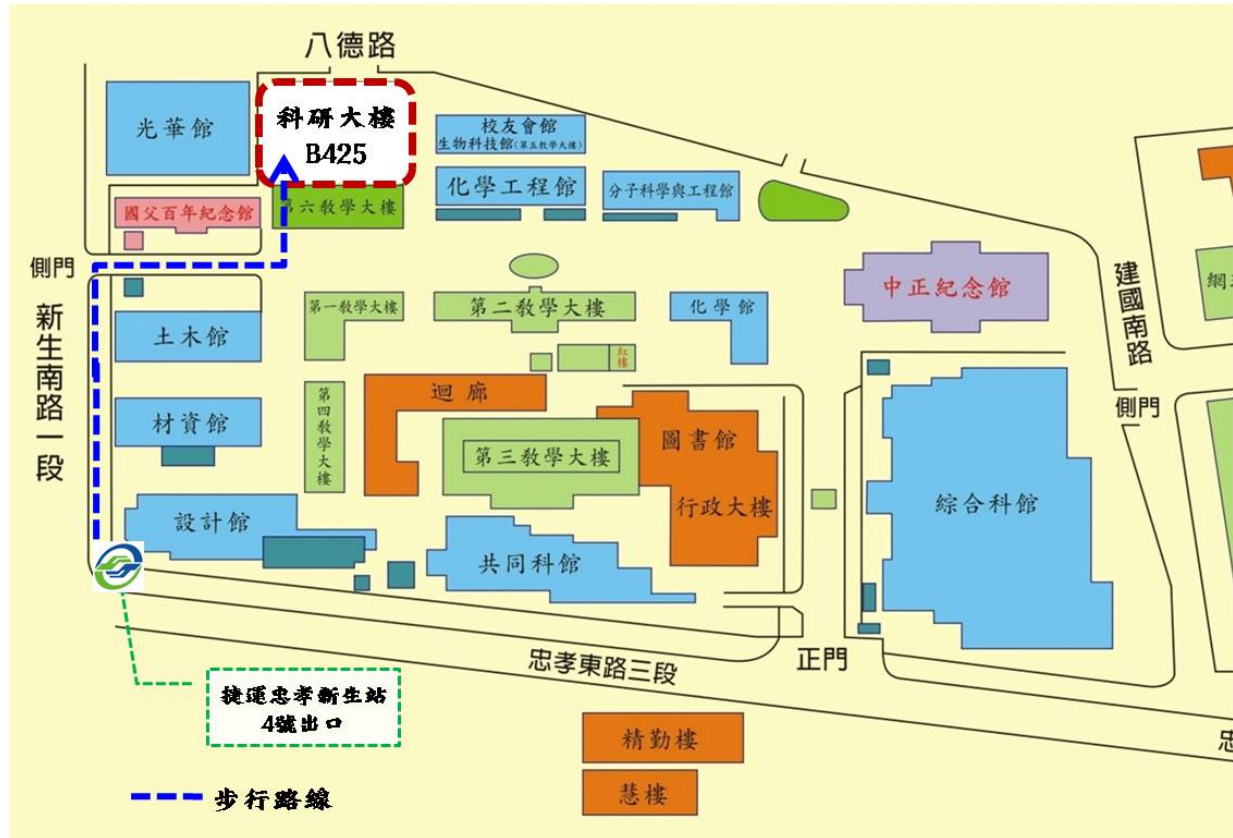 八德路
光華館
科研大樓
B425
校友會館
生物科技館(第五教學大樓)
化學工程館
分子科學與工程館
國父百年紀念館
第六教學大樓
側門
新生南路一段
第一教學大樓
第二教學大樓
化學館
中正紀念館
建國南路
側門
土木館
紅樓
迴廊
第四教學大樓
材資館
第三教學大樓
圖書館
行政大樓
綜合科館
設計館
共同科館
忠孝東路三段
正門
捷運忠孝新生站
4號出口
精勤樓
慧樓
步行路線
網
忠